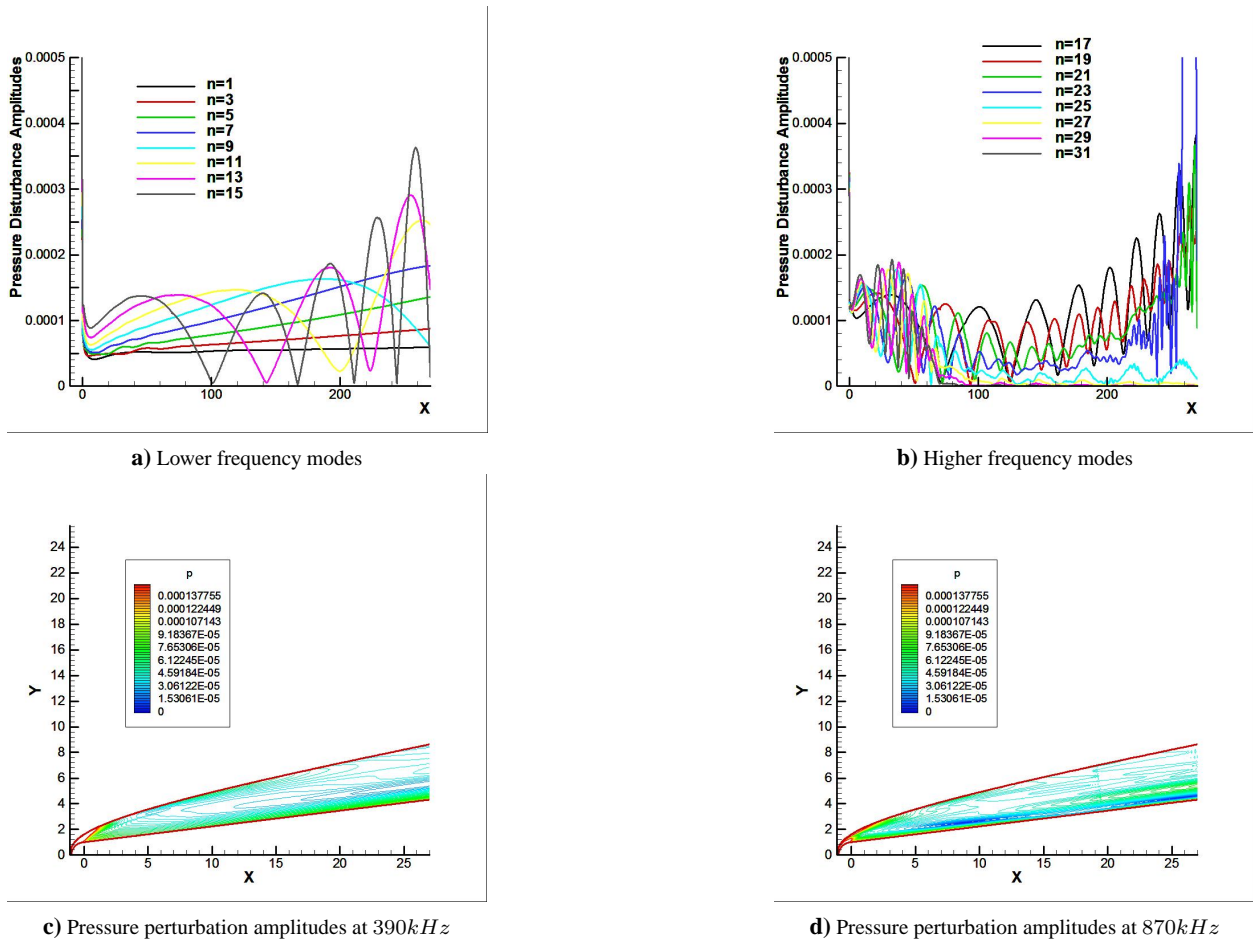 Pressure Disturbance Amplitudes
0.0005
0.0004
0.0003
0.0002
0.0001
0
n=1
n=3
n=5
n=7
n=9
n=11
n=13
n=15
0 100 200
X
a) Lower frequency modes
Pressure Disturbance Amplitudes
0.0005
0.0004
0.0003
0.0002
0.0001
0
n=17
n=19
n=21
n=23
n=25
n=27
n=29
n=31
0 100 200
X
b) Higher frequency modes
Y
24
22
20
18
16
14
12
10
8
6
4
2
0
p
0.000137755
0.000122449
0.000107143
9.18367E-05
7.65306E-05
6.12245E-05
4.59184E-05
3.06122E-05
1.53061E-05
0
0 5 10 15 20 25
X
c) Pressure perturbation amplitudes at 390kHz
Y
24
22
20
18
16
14
12
10
8
6
4
2
0
p
0.000137755
0.000122449
0.000107143
9.18367E-05
7.65306E-05
6.12245E-05
4.59184E-05
3.06122E-05
1.53061E-05
0
0 5 10 15 20 25
X
d) Pressure perturbation amplitudes at 870kHz